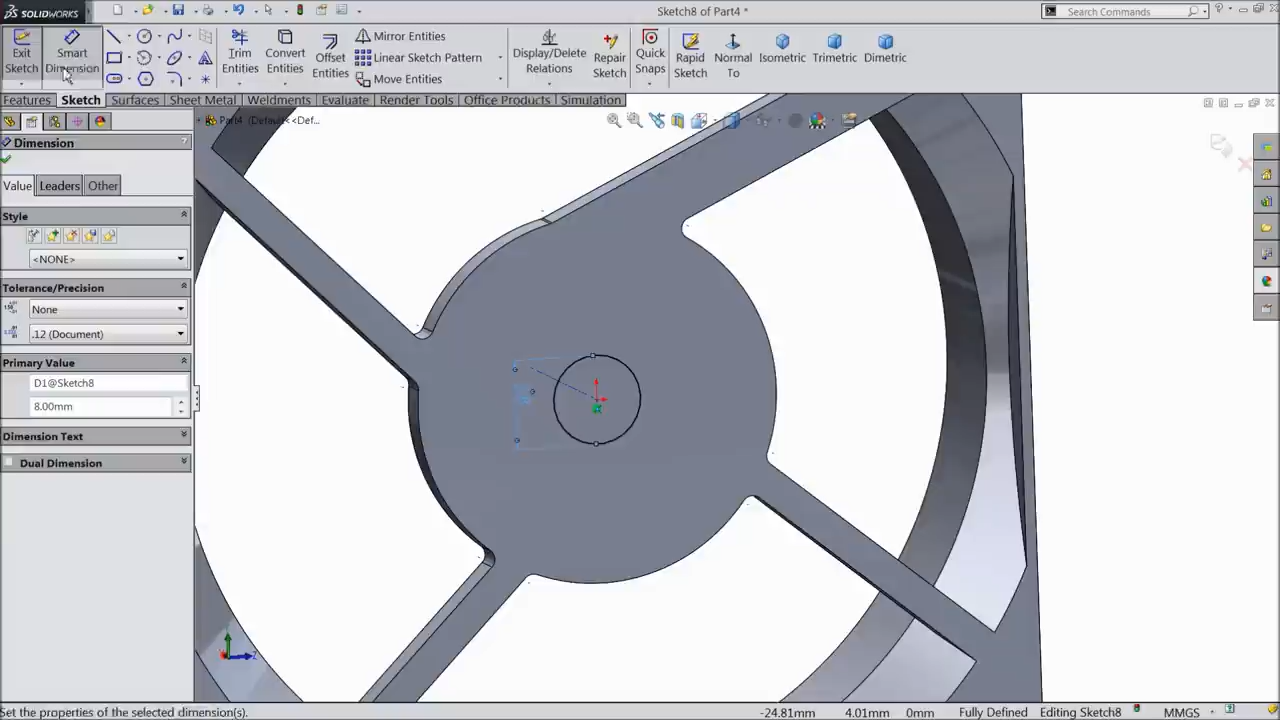 SOLIDWORKS
Sketch8 of Part4
Search Commands
Exit Sketch
Smart Dimension
Trim Entities
Convert Entities
Offset Entities
Mirror Entities
Linear Sketch Pattern
Move Entities
Display/Delete Relations
Repair Sketch
Quick Snaps
Rapid Sketch
Normal To
Isometric
Trimetric
Dimetric
Features
Sketch
Surfaces
Sheet Metal
Weldments
Evaluate
Render Tools
Office Products
Simulation
Part4 (Default<<Def...
Dimension
?
Value
Leaders
Other
Style
<NONE>
Tolerance/Precision
None
.12 (Document)
Primary Value
D1@Sketch8
8.00mm
Dimension Text
Dual Dimension
Z
Set the properties of the selected dimension(s).
-24.81mm
4.01mm
0mm
Fully Defined
Editing Sketch8
MMGS